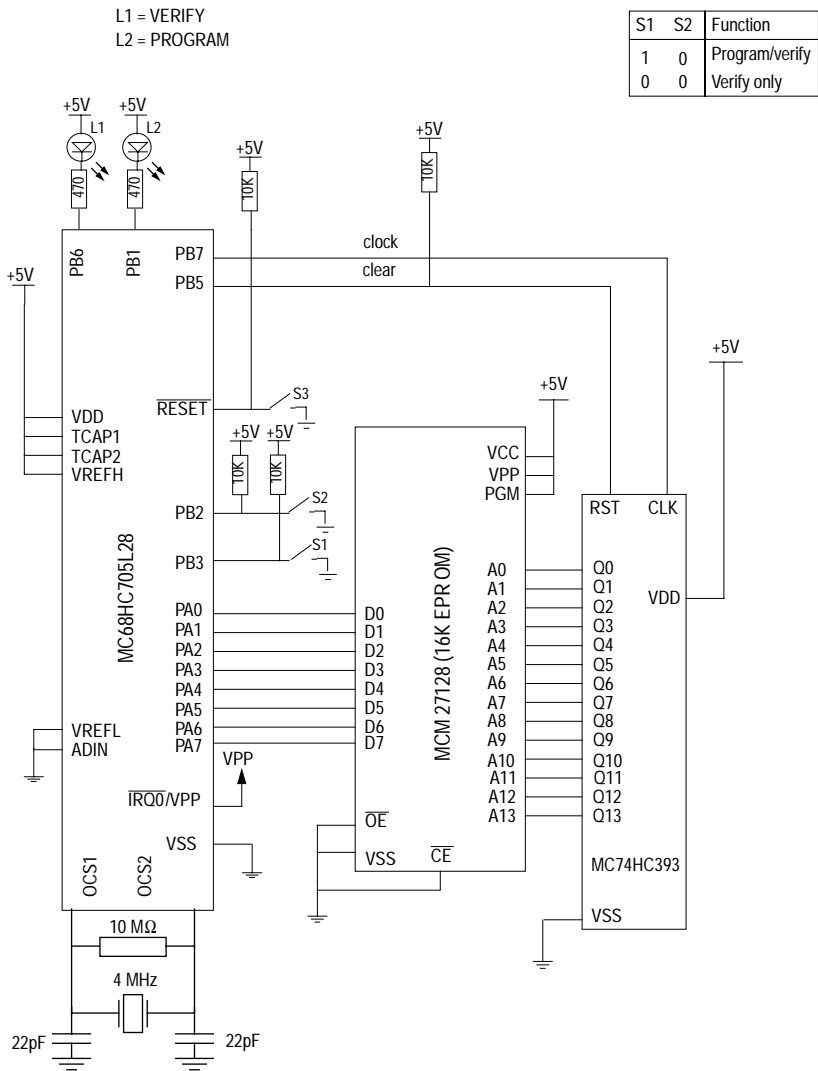 L1 = VERIFY
L2 = PROGRAM
S1 S2 Function
1 0 Program/verify
0 0 Verify only
+5V
+5V
L1
L2
470
470
+5V
10K
+5V
10K
PB6
PB1
PB7
clock
PB5
clear
+5V
+5V
+5V
RESET
S3
VDD
TCAP1
TCAP2
VREFH
+5V
+5V
10K
10K
PB2
S2
PB3
S1
VCC
VPP
PGM
RST
CLK
MC68HC705L28
MCM 27128 (16K EPR OM)
VDD
PA0
PA1
PA2
PA3
PA4
PA5
PA6
PA7
D0
D1
D2
D3
D4
D5
D6
D7
A0
A1
A2
A3
A4
A5
A6
A7
A8
A9
A10
A11
A12
A13
Q0
Q1
Q2
Q3
Q4
Q5
Q6
Q7
Q8
Q9
Q10
Q11
Q12
Q13
VREFL
ADIN
VPP
IRQ0/VPP
VSS
OE
VSS
CE
MC74HC393
VSS
OCS1
OCS2
10 MΩ
4 MHz
22pF
22pF